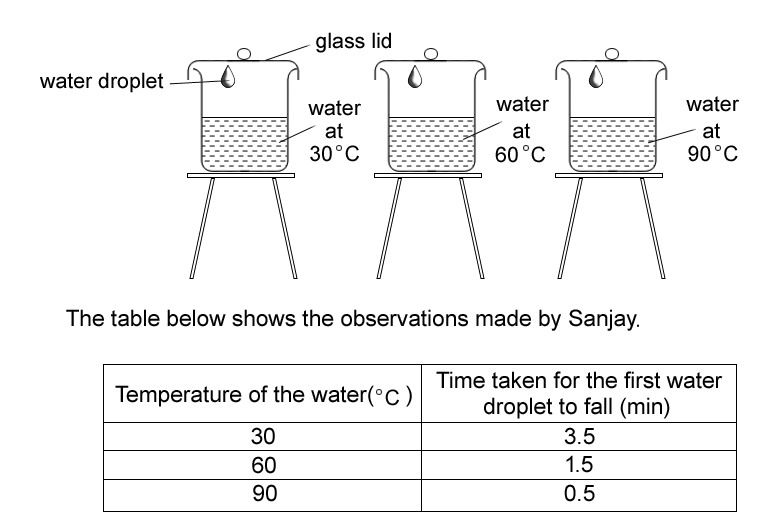 glass lid
water droplet
water
at
30°C
water
at
60°C
water
at
90°C
The table below shows the observations made by Sanjay.
Temperature of the water(°C)
Time taken for the first water
droplet to fall (min)
30 3.5
60 1.5
90 0.5